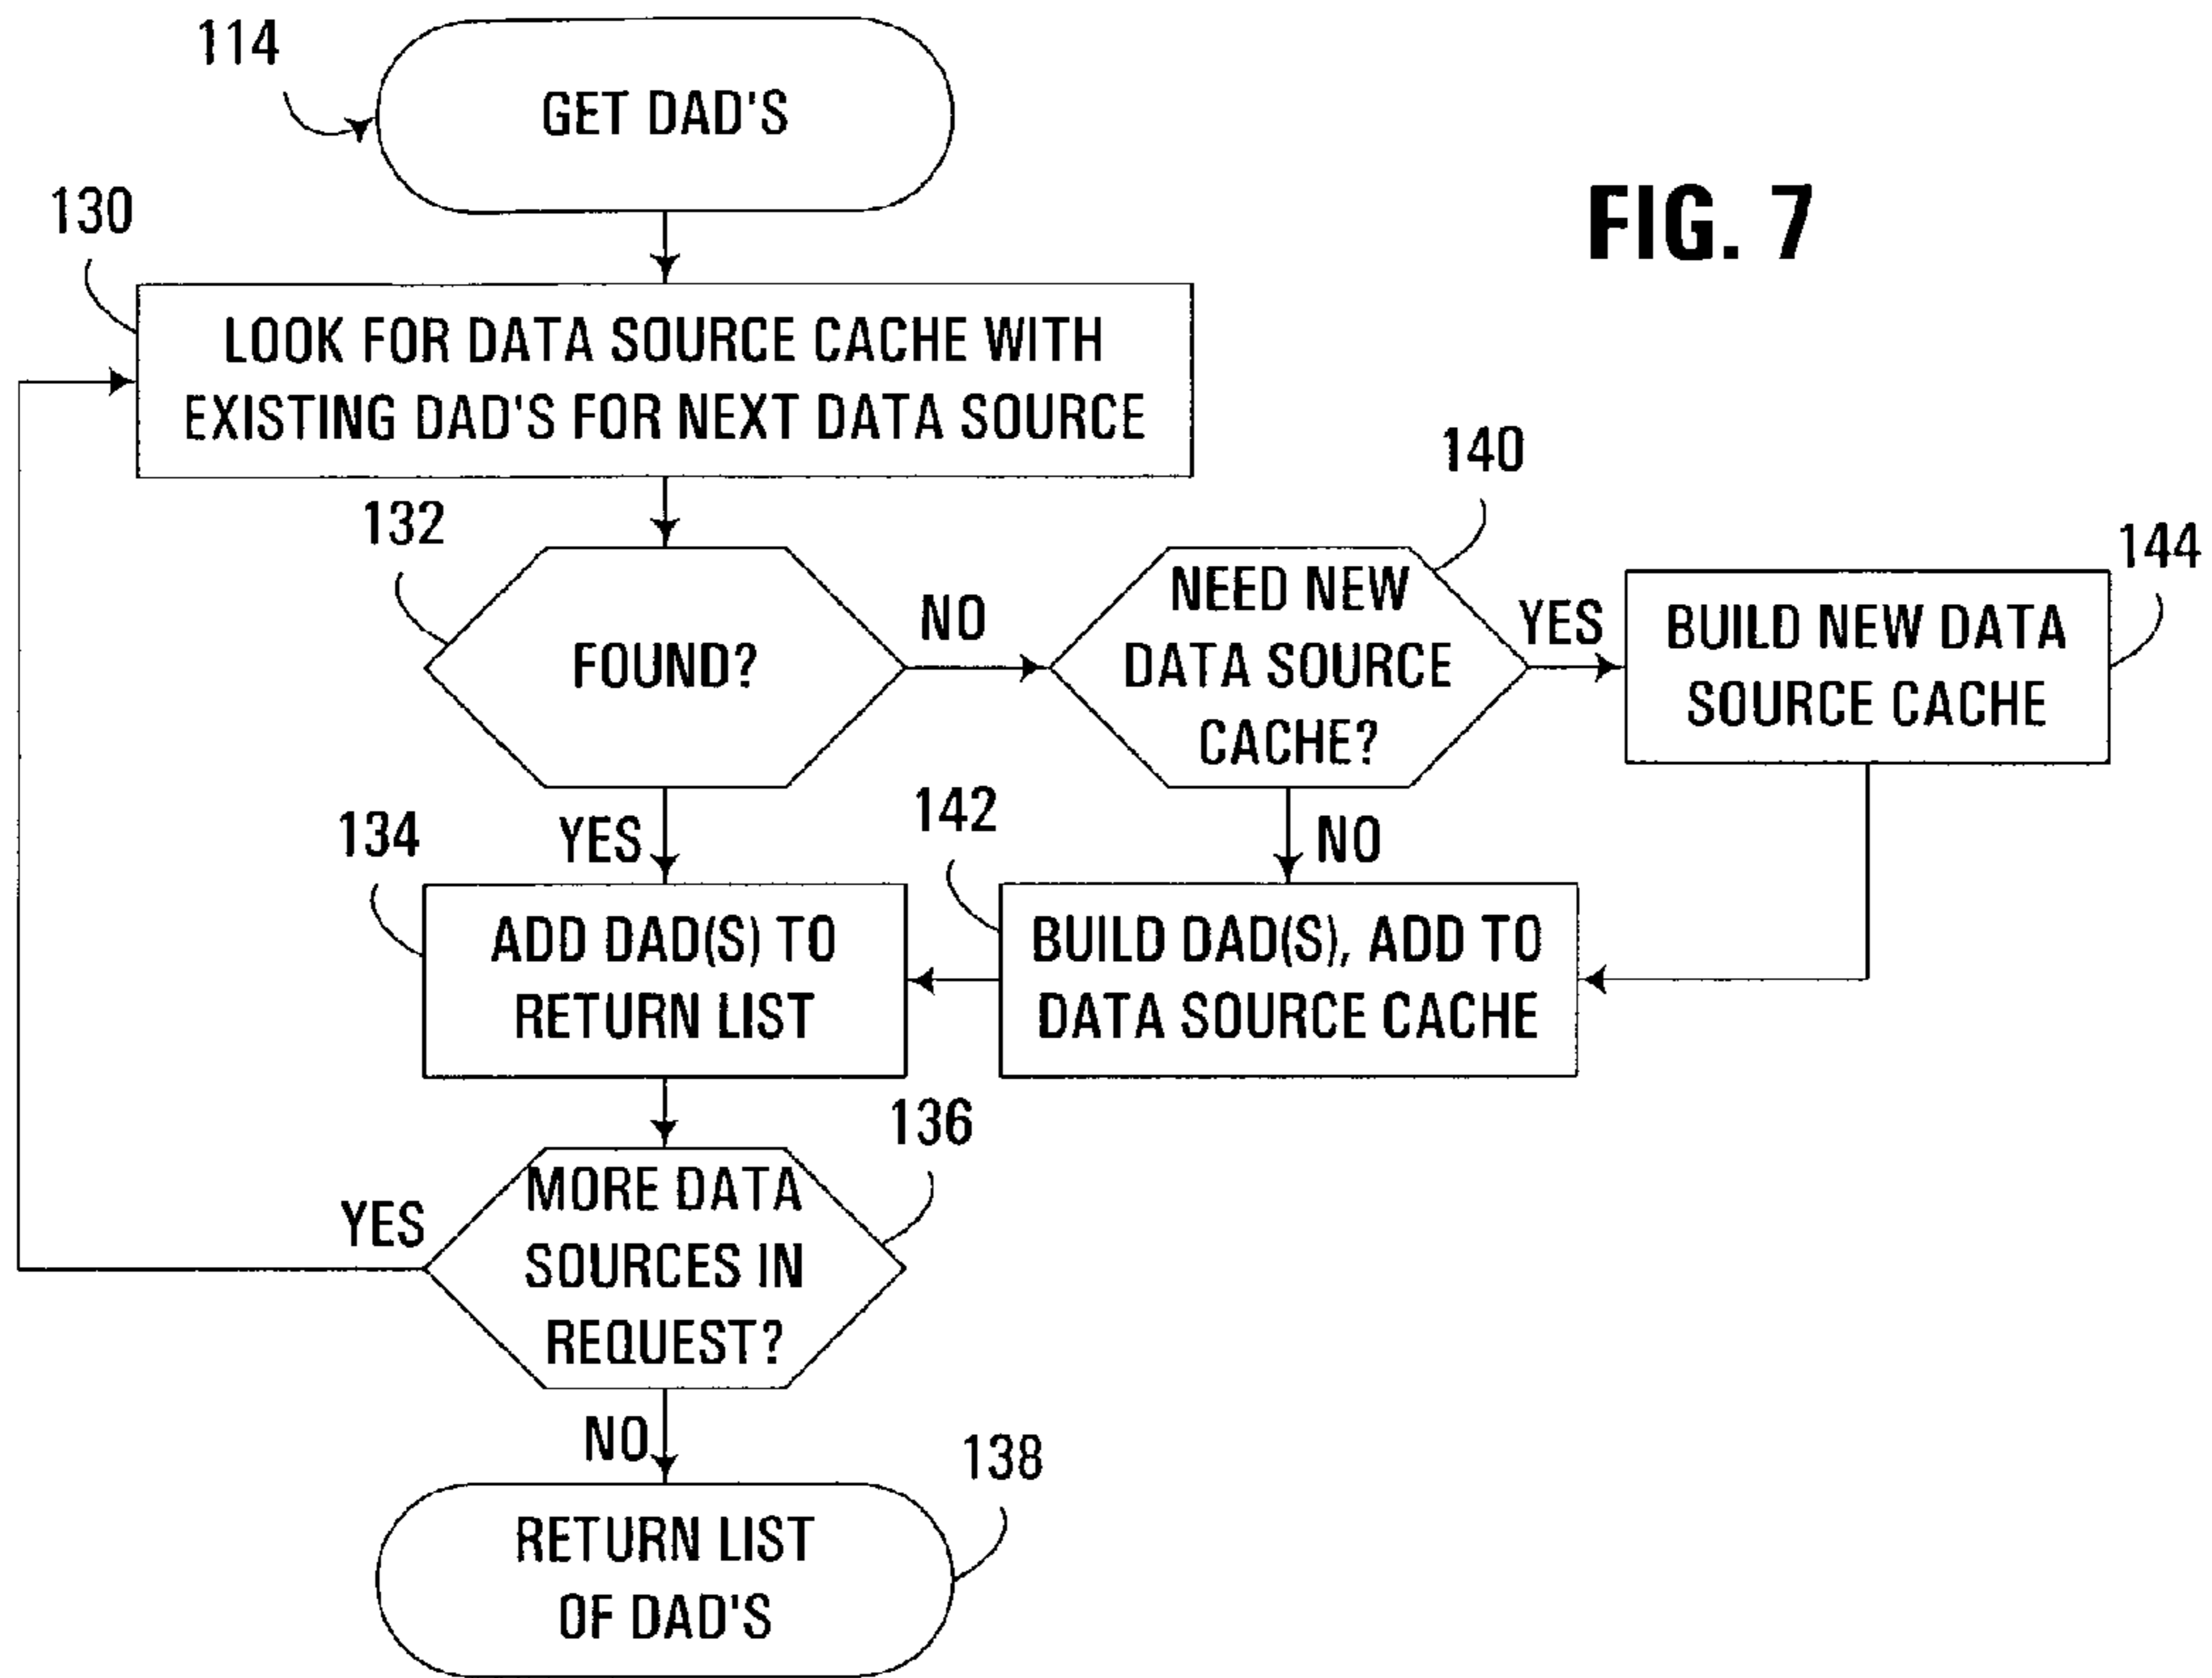 114
GET DAD'S
FIG. 7
130
LOOK FOR DATA SOURCE CACHE WITH
EXISTING DAD'S FOR NEXT DATA SOURCE
132
FOUND?
NO
140
NEED NEW
DATA SOURCE
CACHE?
YES
144
BUILD NEW DATA
SOURCE CACHE
YES
NO
134
ADD DAD(S) TO
RETURN LIST
142
BUILD DAD(S), ADD TO
DATA SOURCE CACHE
136
MORE DATA
SOURCES IN
REQUEST?
YES
NO
138
RETURN LIST
OF DAD'S